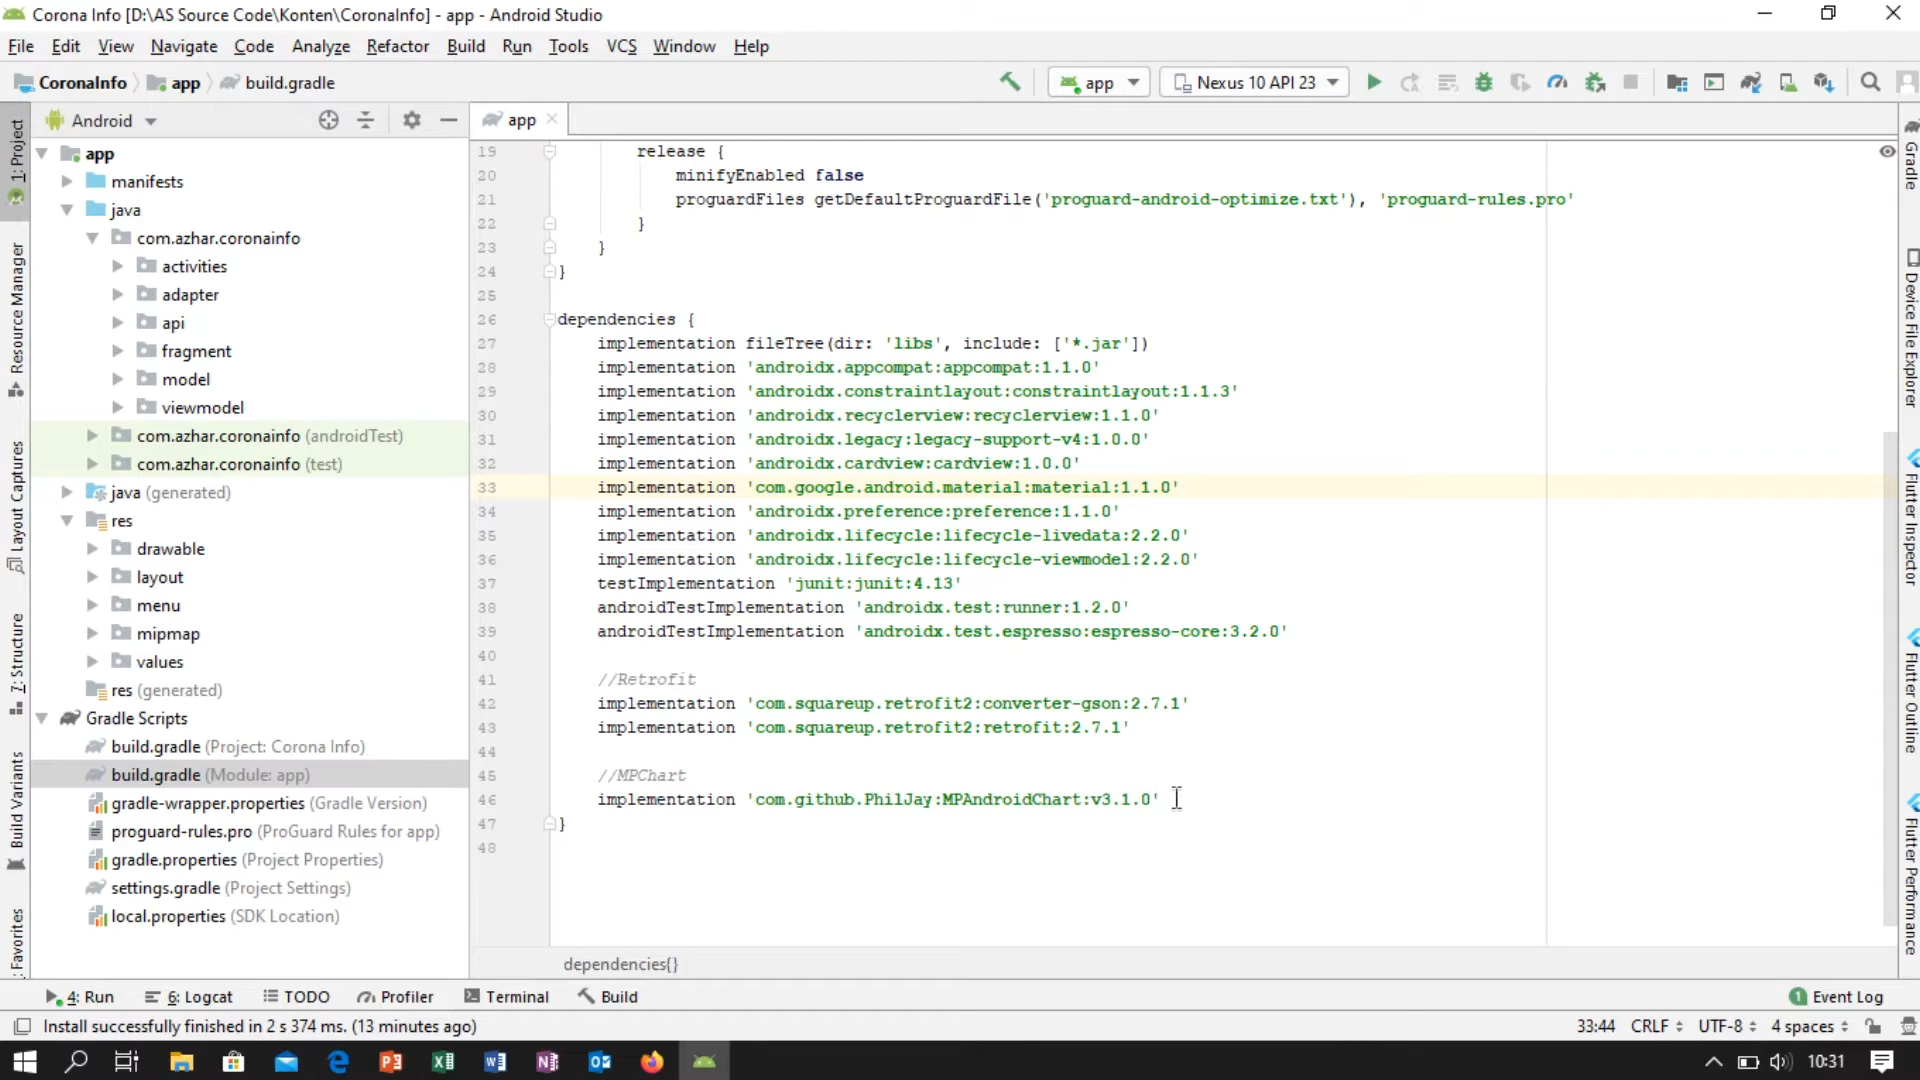 Corona Info [D:\AS Source Code\Konten\CoronaInfo] - app - Android Studio
File Edit View Navigate Code Analyze Refactor Build Run Tools VCS Window Help
CoronaInfo app build.gradle app Nexus 10 API 23
1: Project
Resource Manager
Layout Captures
7: Structure
Build Variants
Favorites
Android
app
manifests
java
com.azhar.coronainfo
activities
adapter
api
fragment
model
viewmodel
com.azhar.coronainfo (androidTest)
com.azhar.coronainfo (test)
java (generated)
res
drawable
layout
menu
mipmap
values
res (generated)
Gradle Scripts
build.gradle (Project: Corona Info)
build.gradle (Module: app)
gradle-wrapper.properties (Gradle Version)
proguard-rules.pro (ProGuard Rules for app)
gradle.properties (Project Properties)
settings.gradle (Project Settings)
local.properties (SDK Location)
app
19 release {
20 minifyEnabled false
21 proguardFiles getDefaultProguardFile('proguard-android-optimize.txt'), 'proguard-rules.pro'
22 }
23 }
24 }
25
26 dependencies {
27 implementation fileTree(dir: 'libs', include: ['*.jar'])
28 implementation 'androidx.appcompat:appcompat:1.1.0'
29 implementation 'androidx.constraintlayout:constraintlayout:1.1.3'
30 implementation 'androidx.recyclerview:recyclerview:1.1.0'
31 implementation 'androidx.legacy:legacy-support-v4:1.0.0'
32 implementation 'androidx.cardview:cardview:1.0.0'
33 implementation 'com.google.android.material:material:1.1.0'
34 implementation 'androidx.preference:preference:1.1.0'
35 implementation 'androidx.lifecycle:lifecycle-livedata:2.2.0'
36 implementation 'androidx.lifecycle:lifecycle-viewmodel:2.2.0'
37 testImplementation 'junit:junit:4.13'
38 androidTestImplementation 'androidx.test:runner:1.2.0'
39 androidTestImplementation 'androidx.test.espresso:espresso-core:3.2.0'
40
41 //Retrofit
42 implementation 'com.squareup.retrofit2:converter-gson:2.7.1'
43 implementation 'com.squareup.retrofit2:retrofit:2.7.1'
44
45 //MPChart
46 implementation 'com.github.PhilJay:MPAndroidChart:v3.1.0'
47 }
48
dependencies{}
Gradle
Device File Explorer
Flutter Inspector
Flutter Outline
Flutter Performance
4: Run 6: Logcat TODO Profiler Terminal Build 1 Event Log
Install successfully finished in 2 s 374 ms. (13 minutes ago) 33:44 CRLF UTF-8 4 spaces
10:31